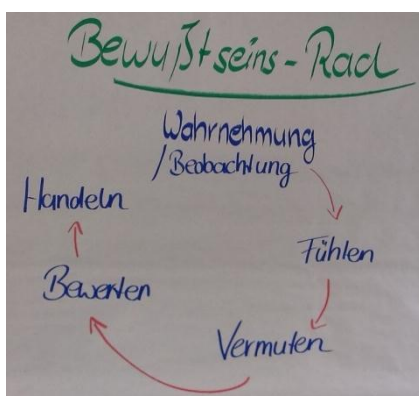 Bewußtseins-Rad
Wahrnehmung
/Beobachtung
Fühlen
Vermuten
Bewerten
Handeln